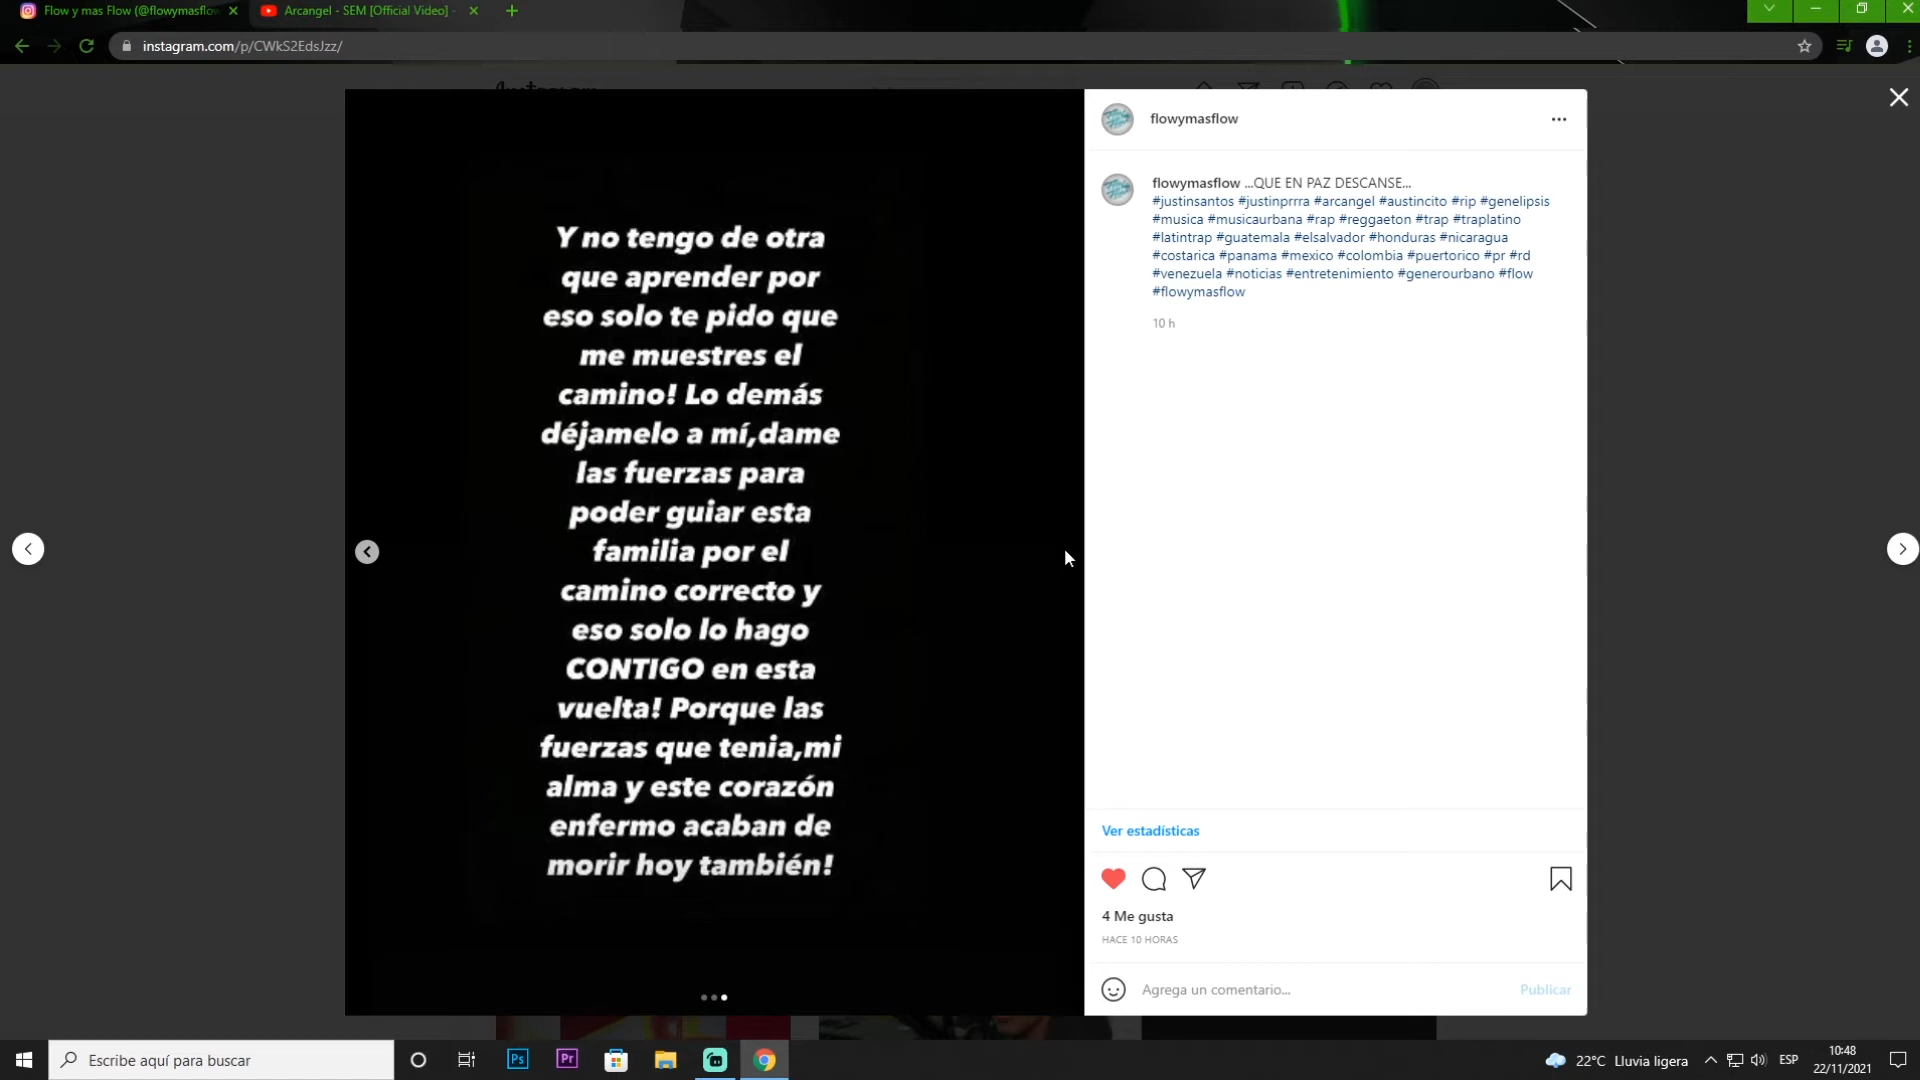 Flow y mas Flow (@flowymasflow
Arcangel - SEM [Official Video] -
instagram.com/p/CWkS2EdsJzz/
flowymasflow
flowymasflow ...QUE EN PAZ DESCANSE...
#justinsantos #justinprrra #arcangel #austincito #rip #genelipsis
#musica #musicaurbana #rap #reggaeton #trap #traplatino
#latintrap #guatemala #elsalvador #honduras #nicaragua
#costarica #panama #mexico #colombia #puertorico #pr #rd
#venezuela #noticias #entretenimiento #generourbano #flow
#flowymasflow
10 h
Y no tengo de otra
que aprender por
eso solo te pido que
me muestres el
camino! Lo demás
déjamelo a mí,dame
las fuerzas para
poder guiar esta
familia por el
camino correcto y
eso solo lo hago
CONTIGO en esta
vuelta! Porque las
fuerzas que tenia,mi
alma y este corazón
enfermo acaban de
morir hoy también!
Ver estadísticas
4 Me gusta
HACE 10 HORAS
Agrega un comentario...
Publicar
Escribe aquí para buscar
Ps
Pr
22°C Lluvia ligera
ESP
10:48
22/11/2021